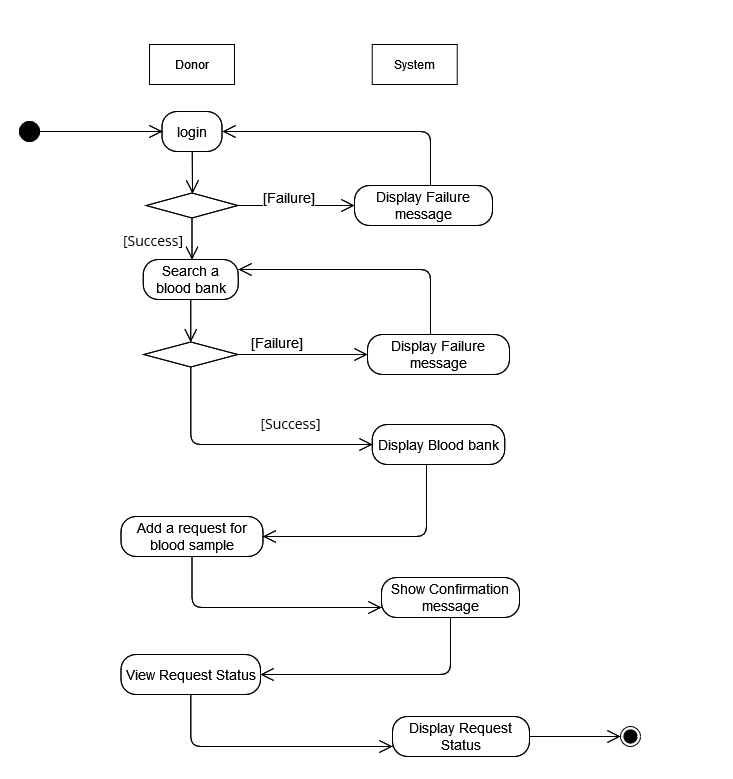 Donor
System
login
[Failure]
Display Failure
message
[Success]
Search a
blood bank
[Failure]
Display Failure
message
[Success]
Display Blood bank
Add a request for
blood sample
Show Confirmation
message
View Request Status
Display Request
Status